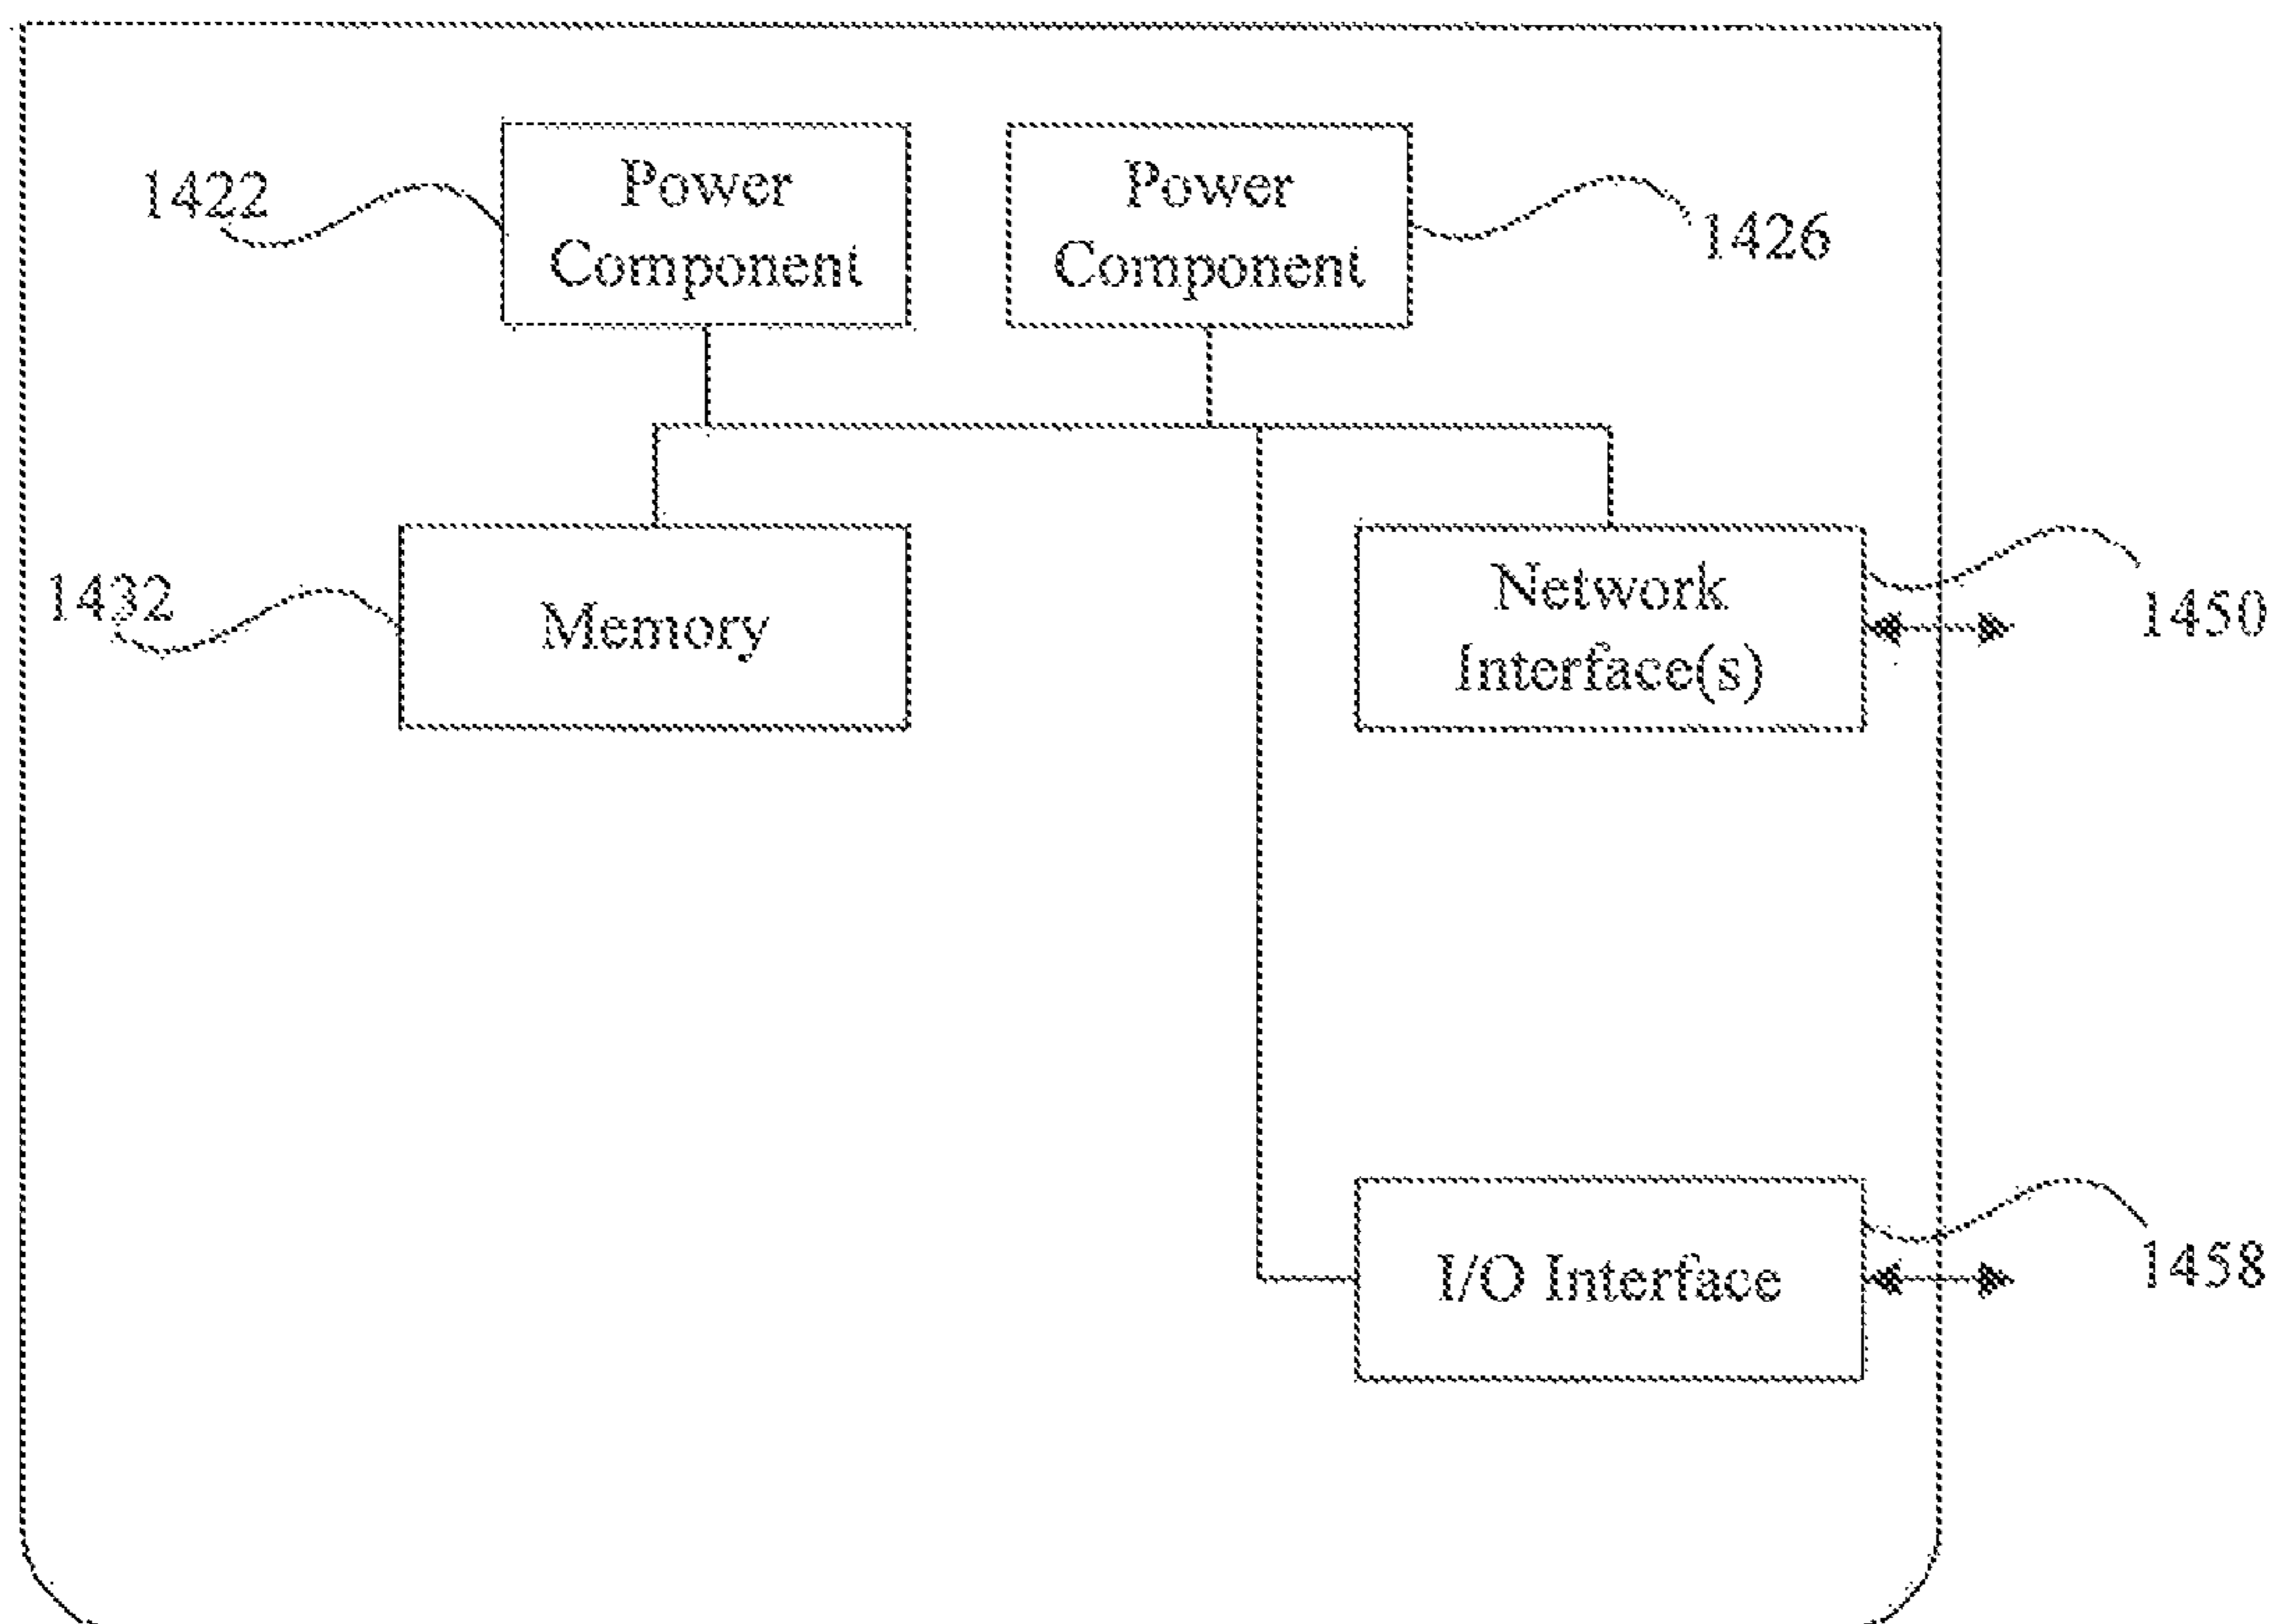 1422
Power
Component
Power
Component
1426
1432
Memory
Network
Interface(s)
1450
I/O Interface
1458